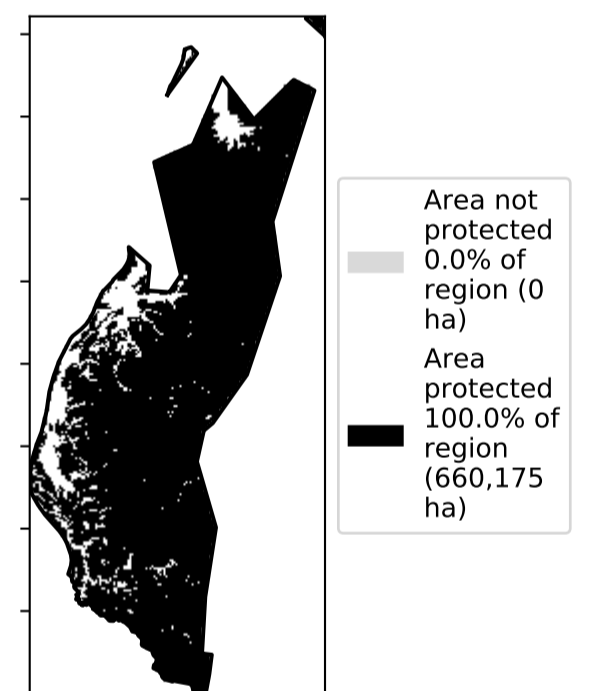 Area not
protected
0.0% of
region (0
ha)
Area
protected
100.0% of
region
(660,175
ha)